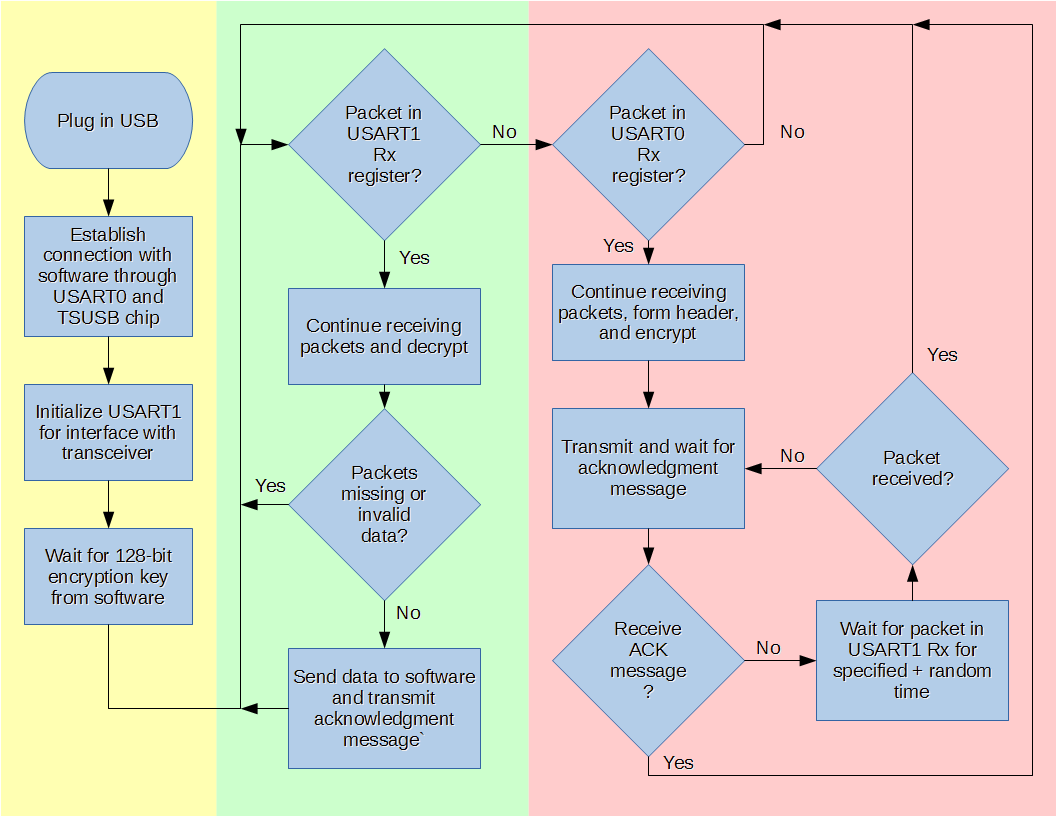 Plug in USB
Establish
connection with
software through
USART0 and
TSUSB chip
Initialize USART1
for interface with
transceiver
Wait for 128-bit
encryption key
from software
Packet in
USART1
Rx
register?
No
Yes
Continue receiving
packets and decrypt
Packets
missing or
invalid
data?
Yes
No
Send data to software
and transmit
acknowledgment
message`
Packet in
USART0
Rx
register?
No
Yes
Continue receiving
packets, form header,
and encrypt
Transmit and wait for
acknowledgment
message
Receive
ACK
message
?
No
Yes
Wait for packet in
USART1 Rx for
specified + random
time
Packet
received?
No
Yes